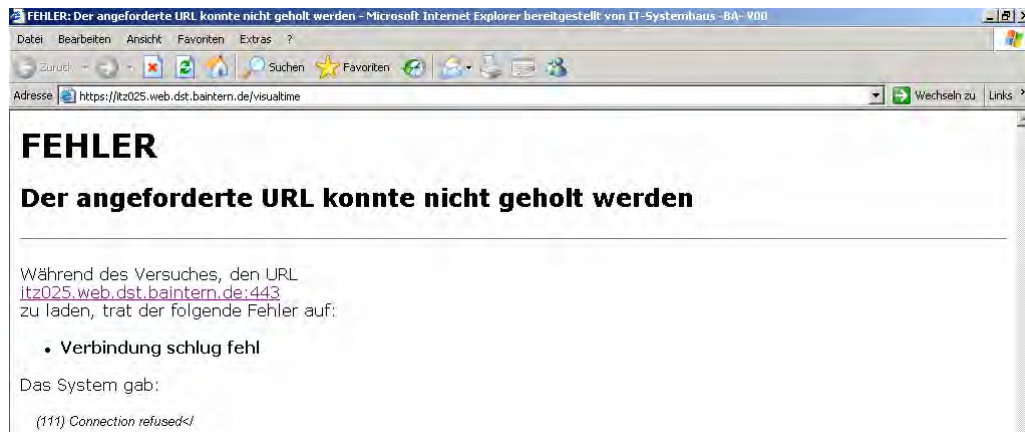 FEHLER: Der angeforderte URL konnte nicht geholt werden - Microsoft Internet Explorer bereitgestellt von IT-Systemhaus -BA- V00
Datei Bearbeiten Ansicht Favoriten Extras ?
Zurück Suchen Favoriten
Adresse https://itz025.web.dst.baintern.de/visualtime Wechseln zu Links
FEHLER
Der angeforderte URL konnte nicht geholt werden
Während des Versuches, den URL
itz025.web.dst.baintern.de:443
zu laden, trat der folgende Fehler auf:
• Verbindung schlug fehl
Das System gab:
(111) Connection refused</